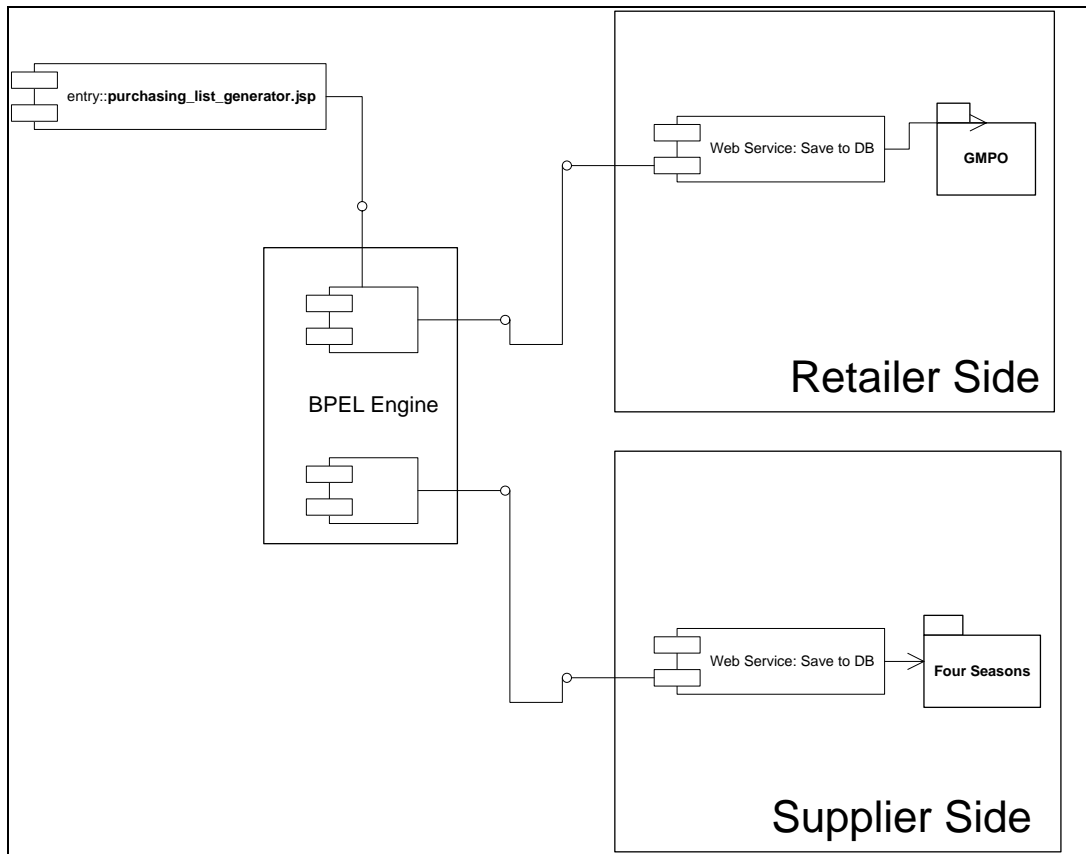 entry::purchasing_list_generator.jsp
Web Service: Save to DB
GMPO
Retailer Side
BPEL Engine
Web Service: Save to DB
Four Seasons
Supplier Side